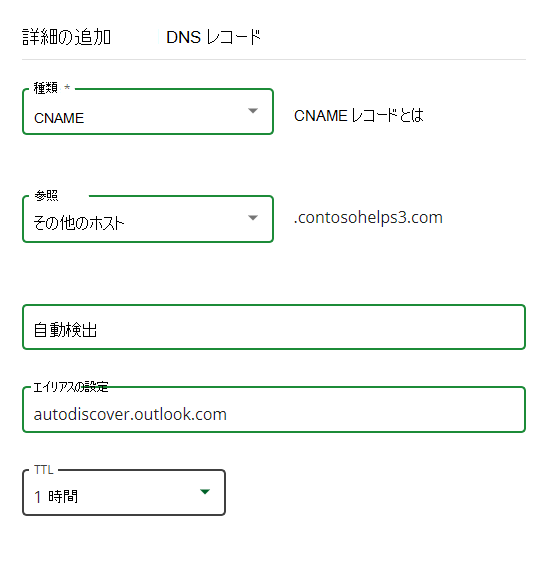 詳細の追加 DNS レコード
種類 *
CNAME
CNAME レコードとは
参照
その他のホスト
.contosohelps3.com
自動検出
エイリアスの設定
autodiscover.outlook.com
TTL
1 時間